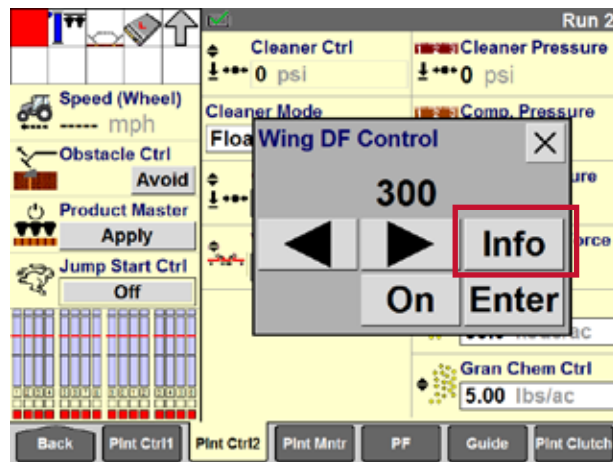 Run 2
Cleaner Ctrl
0 psi
Cleaner Pressure
0 psi
Speed (Wheel)
----- mph
Cleaner Mode
Floa
Comp. Pressure
Obstacle Ctrl
Avoid
Product Master
Apply
Jump Start Ctrl
Off
Wing DF Control
300
Info
On
Enter
ure
orce
Gran Chem Ctrl
5.00 lbs/ac
Back
Plnt Ctrl1
Plnt Ctrl2
Plnt Mntr
PF
Guide
Plnt Clutch